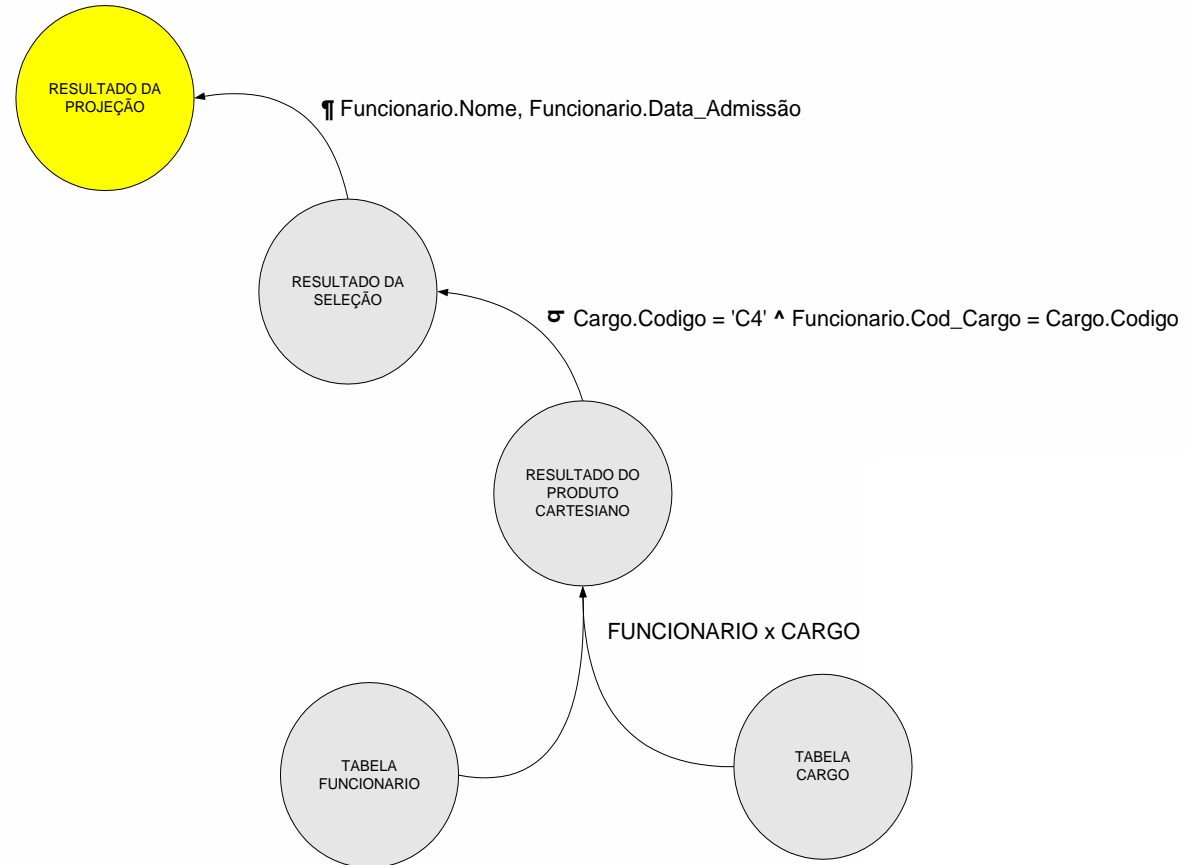 RESULTADO DA
PROJEÇÃO
¶ Funcionario.Nome, Funcionario.Data_Admissão
RESULTADO DA
SELEÇÃO
σ Cargo.Codigo = 'C4' ^ Funcionario.Cod_Cargo = Cargo.Codigo
RESULTADO DO
PRODUTO
CARTESIANO
FUNCIONARIO x CARGO
TABELA
FUNCIONARIO
TABELA
CARGO